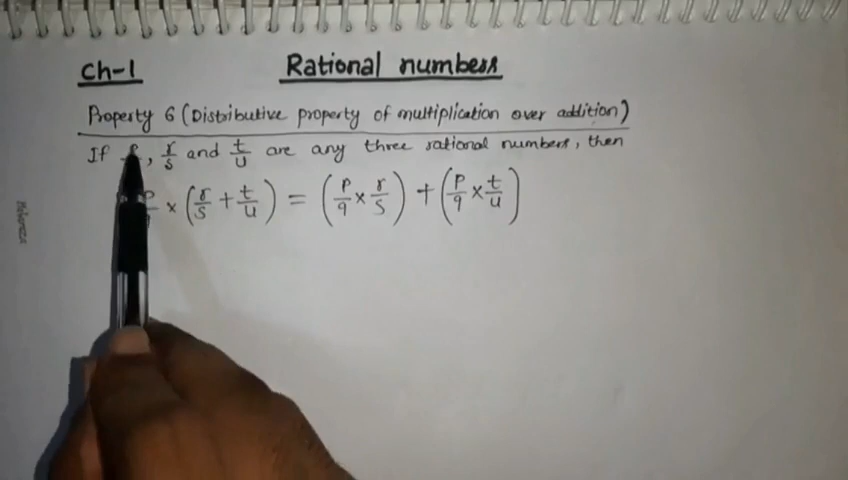 Ch-1 Rational numbers
Property 6 (Distributive property of multiplication over addition)
If p, r/s and t/u are any three rational numbers, then
p × (r/s + t/u) = (p/q × r/s) + (p/q × t/u)